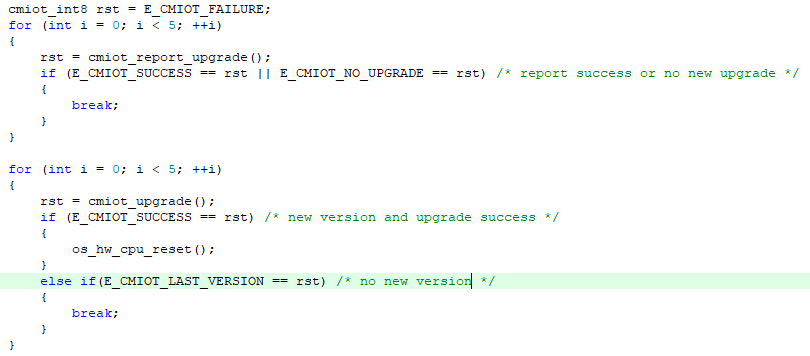 cmiot_int8 rst = E_CMIOT_FAILURE;
for (int i = 0; i < 5; ++i)
{
    rst = cmiot_report_upgrade();
    if (E_CMIOT_SUCCESS == rst || E_CMIOT_NO_UPGRADE == rst) /* report success or no new upgrade */
    {
        break;
    }
}

for (int i = 0; i < 5; ++i)
{
    rst = cmiot_upgrade();
    if (E_CMIOT_SUCCESS == rst) /* new version and upgrade success */
    {
        os_hw_cpu_reset();
    }
    else if(E_CMIOT_LAST_VERSION == rst) /* no new version */
    {
        break;
    }
}